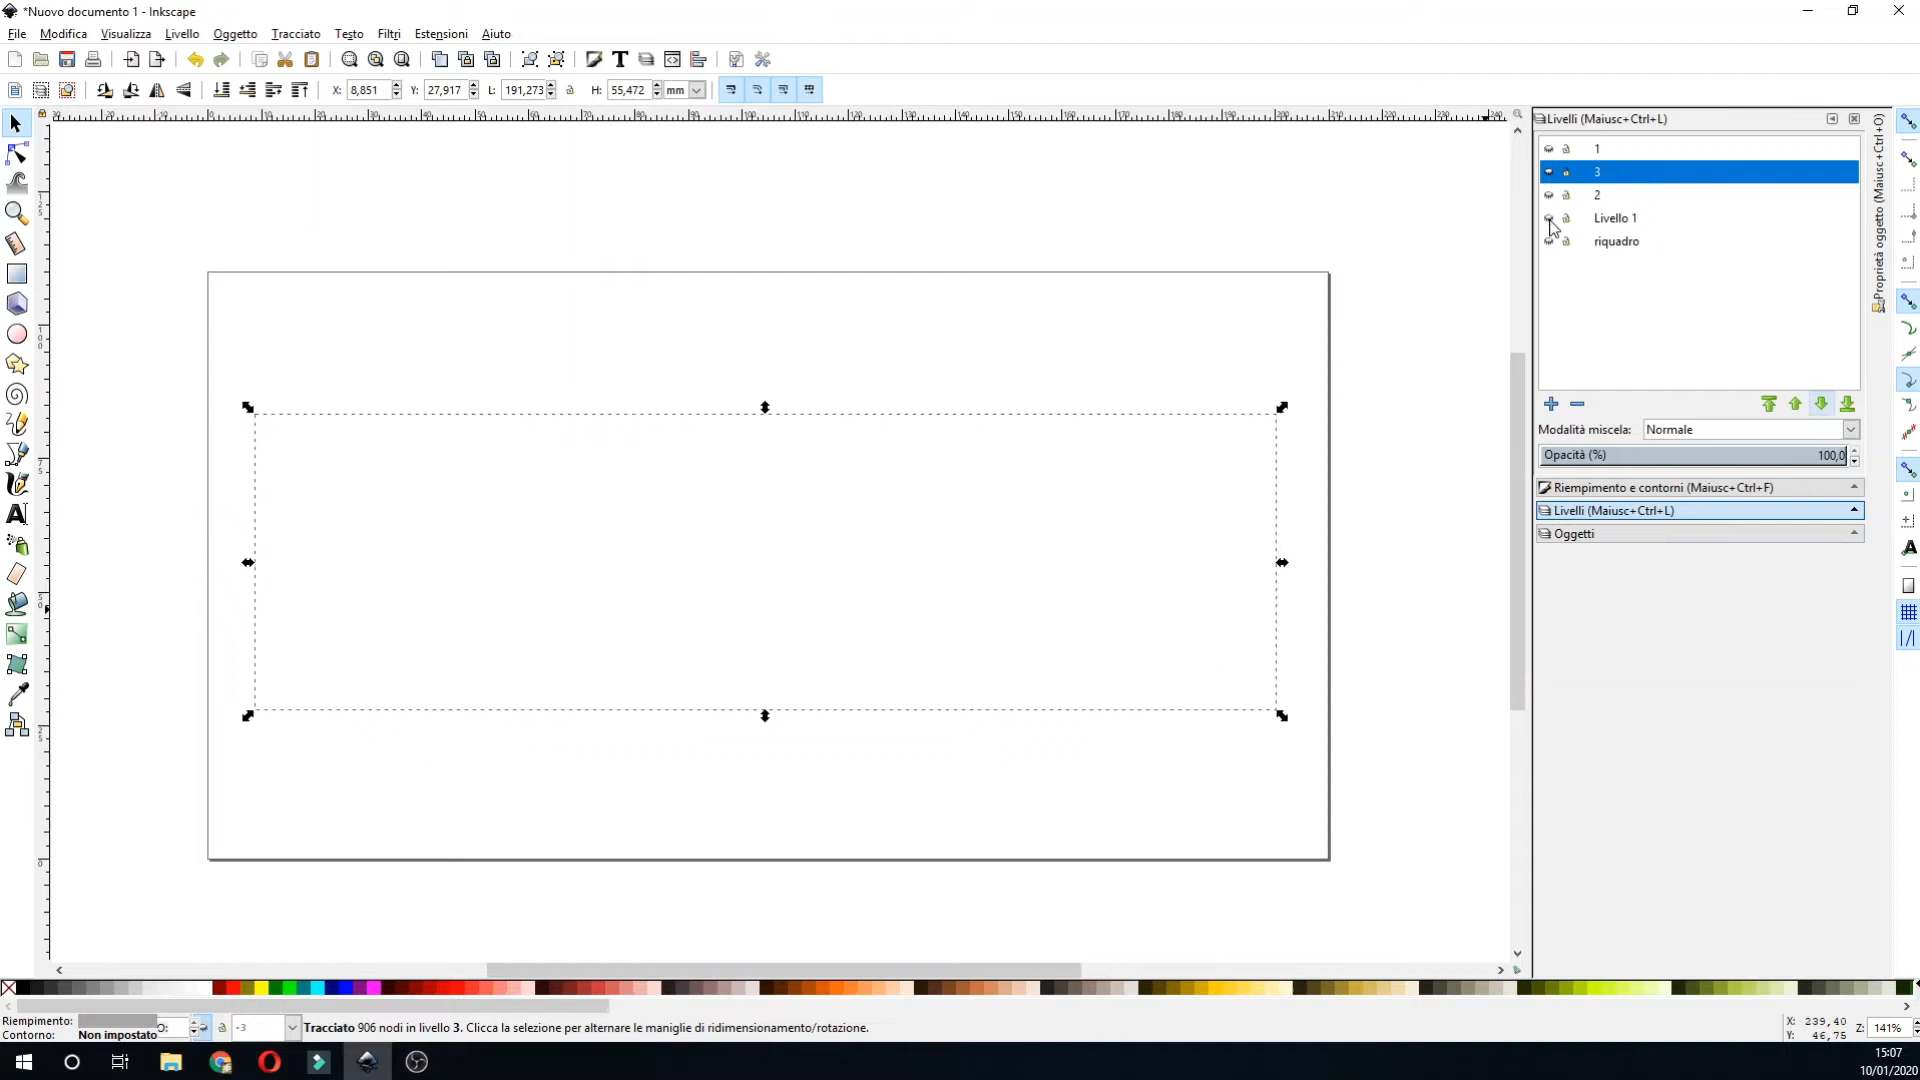 *Nuovo documento 1 - Inkscape
File Modifica Visualizza Livello Oggetto Tracciato Testo Filtri Estensioni Aiuto
X: 8,851 Y: 27,917 L: 191,273 H: 55,472 mm
Livelli (Maiusc+Ctrl+L)
1
3
2
Livello 1
riquadro
Proprietà oggetto (Maiusc+Ctrl+O)
Modalità miscela: Normale
Opacità (%) 100,0
Riempimento e contorni (Maiusc+Ctrl+F)
Livelli (Maiusc+Ctrl+L)
Oggetti
Riempimento: O: -3 Tracciato 906 nodi in livello 3. Clicca la selezione per alternare le maniglie di ridimensionamento/rotazione.
Contorno: Non impostato
X: 239,40
Y: 46,75
Z: 141%
15:07
10/01/2020